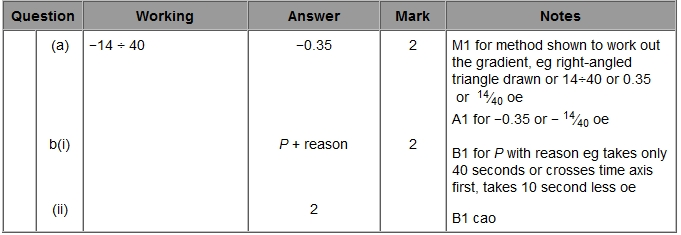 Question Working Answer Mark Notes
(a) −14 ÷ 40 −0.35 2 M1 for method shown to work out
the gradient, eg right-angled
triangle drawn or 14÷40 or 0.35
or 14⁄40 oe
A1 for −0.35 or − 14⁄40 oe
b(i) P + reason 2
B1 for P with reason eg takes only
40 seconds or crosses time axis
first, takes 10 second less oe
(ii) 2
B1 cao